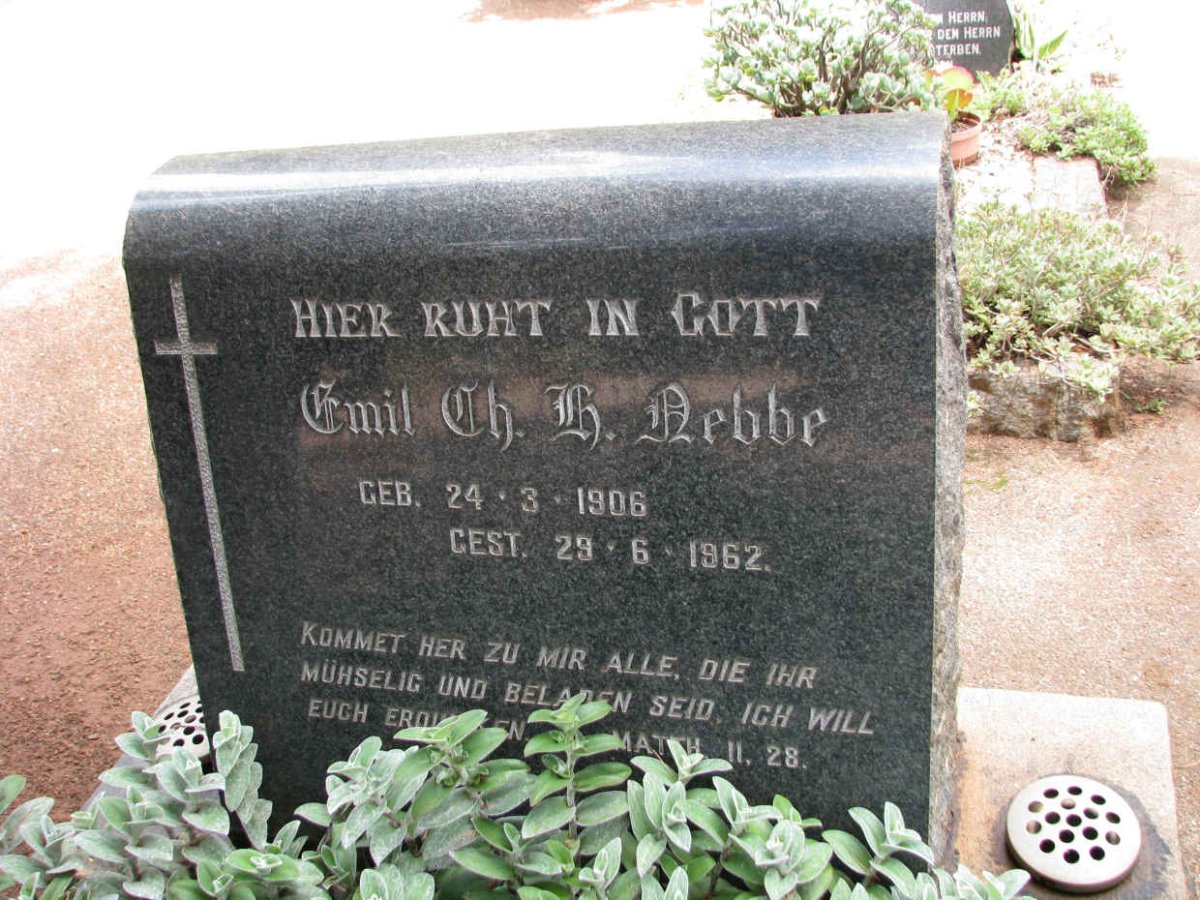 HERRN,
DEM HERRN
HIER RUHT IN GOTT
Emil Ch. H. Nebbe
GEB. 24 · 3 · 1906
GEST. 29 · 6 · 1962.
KOMMET HER ZU MIR ALLE, DIE IHR
MÜHSELIG UND BELADEN SEID, ICH WILL
EUCH MATTH. 11. 28.